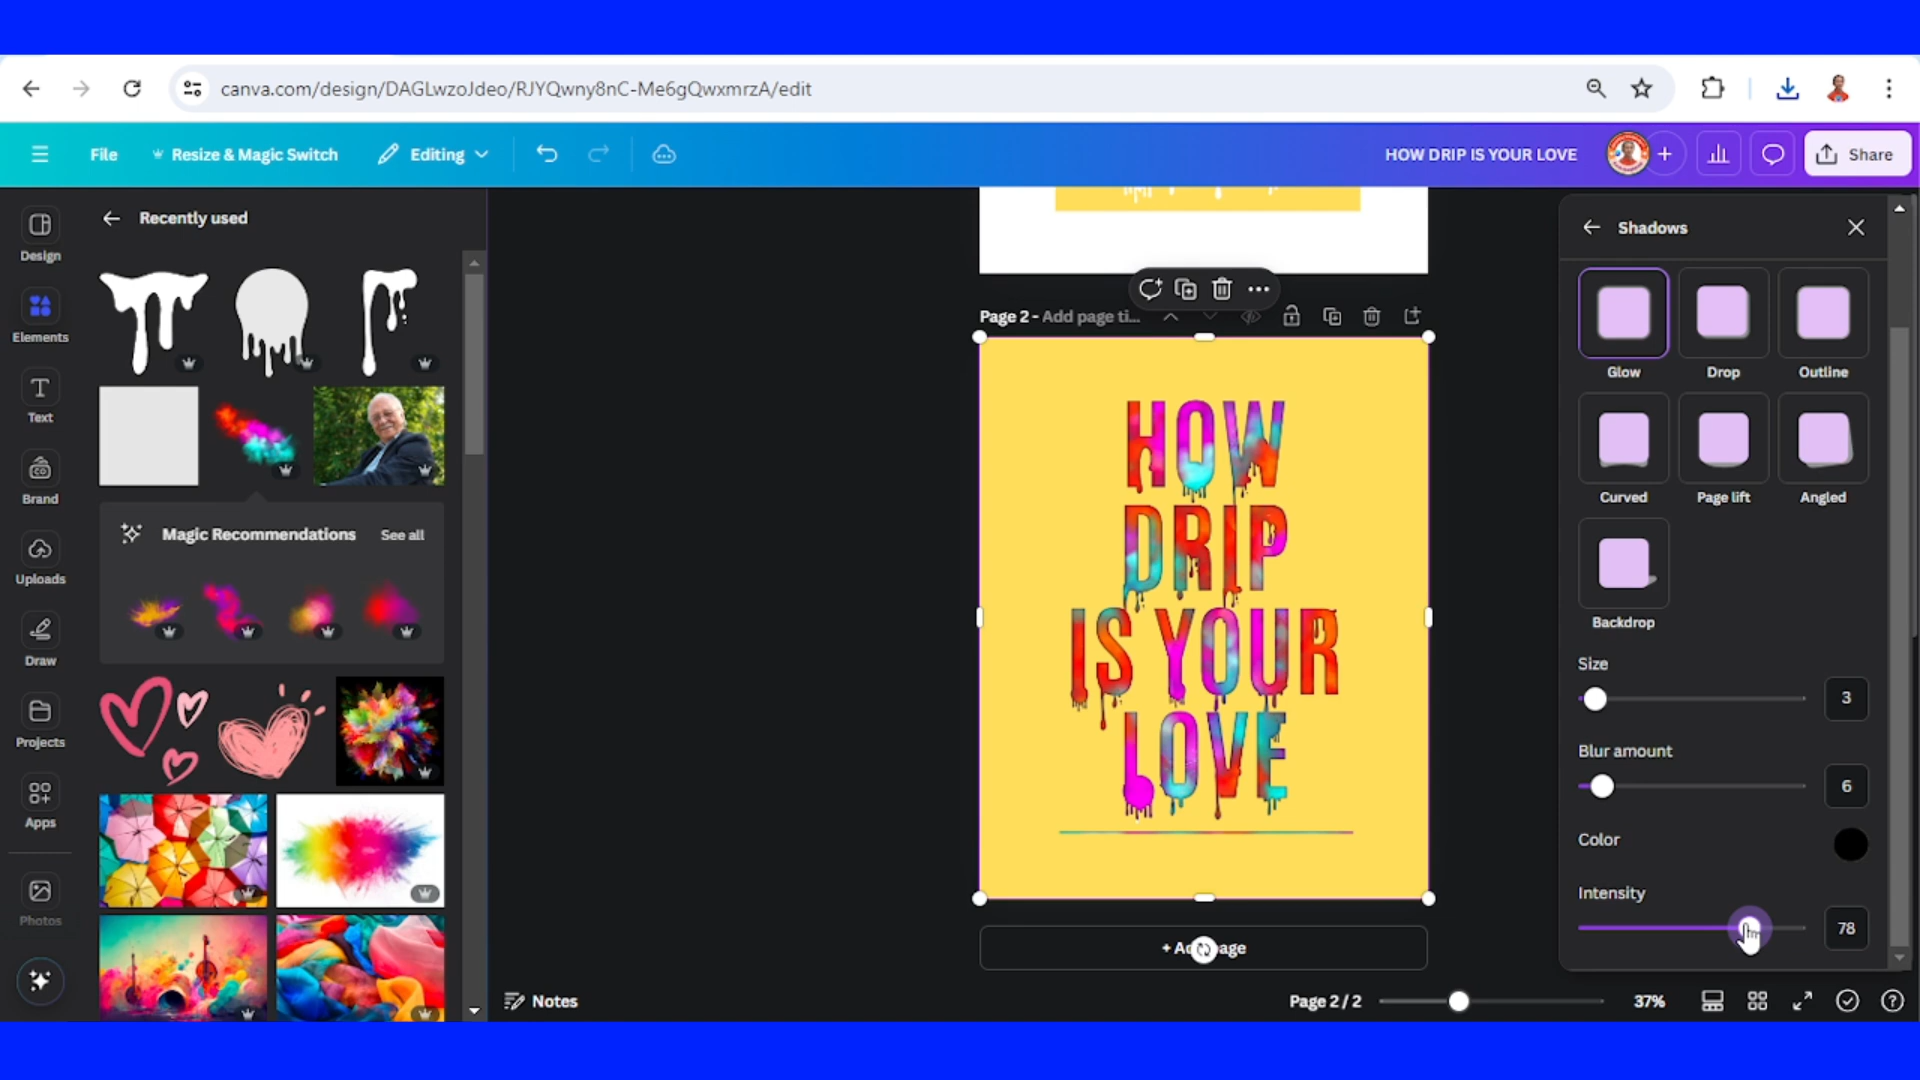 canva.com/design/DAGLwzoJdeo/RJYQwny8nC-Me6gQwxmrzA/edit
File
Resize & Magic Switch
Editing
HOW DRIP IS YOUR LOVE
Share
Design
Elements
Text
Brand
Uploads
Draw
Projects
Apps
Photos
Recently used
Magic Recommendations
See all
Page 2 - Add page ti...
HOW
DRIP
IS YOUR
LOVE
Notes
Page 2 / 2
37%
Shadows
Glow
Drop
Outline
Curved
Page lift
Angled
Backdrop
Size
3
Blur amount
6
Color
Intensity
78